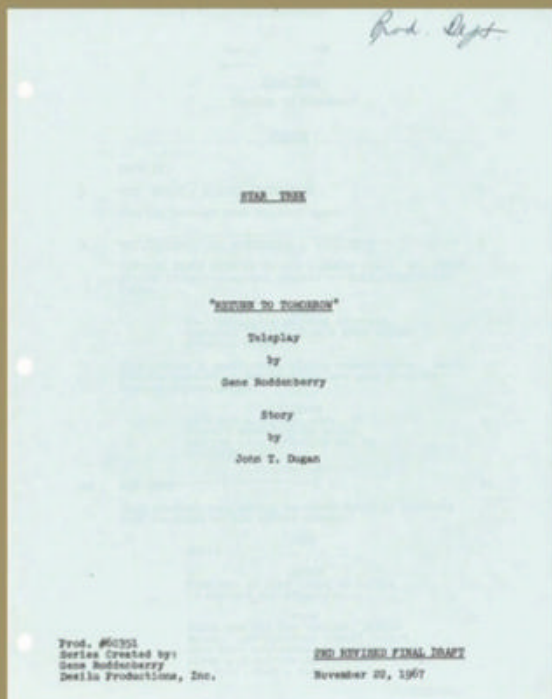 Prod. Dept.
STAR TREK
"RETURN TO TOMORROW"
Teleplay
by
Gene Roddenberry
Story
by
John T. Dugan
Prod. #60351
Series Created by:
Gene Roddenberry
Desilu Productions, Inc.
2ND REVISED FINAL DRAFT
November 22, 1967